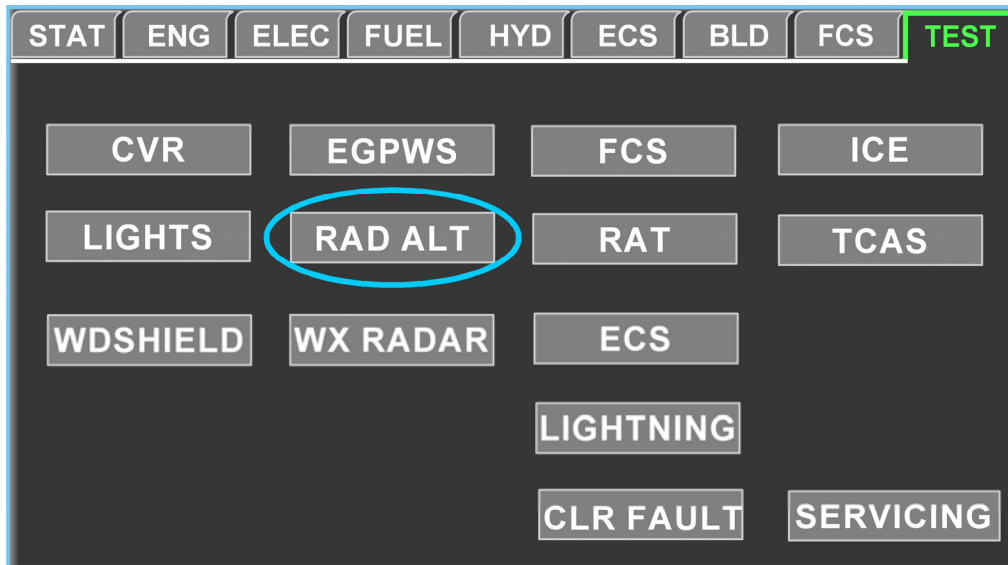 STAT ENG ELEC FUEL HYD ECS BLD FCS TEST
CVR EGPWS FCS ICE
LIGHTS RAD ALT RAT TCAS
WDSHIELD WX RADAR ECS
LIGHTNING
CLR FAULT SERVICING